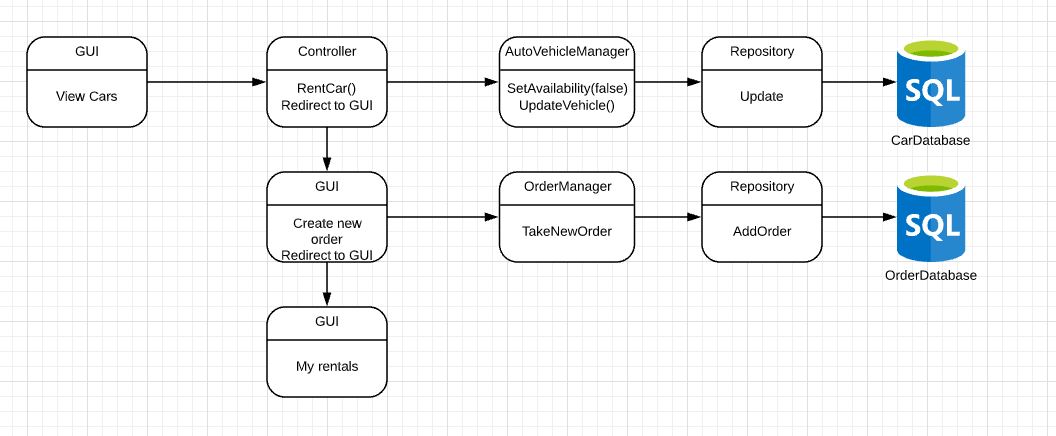 GUI
View Cars
Controller
RentCar()
Redirect to GUI
AutoVehicleManager
SetAvailability(false)
UpdateVehicle()
Repository
Update
SQL
CarDatabase
GUI
Create new
order
Redirect to GUI
OrderManager
TakeNewOrder
Repository
AddOrder
SQL
OrderDatabase
GUI
My rentals